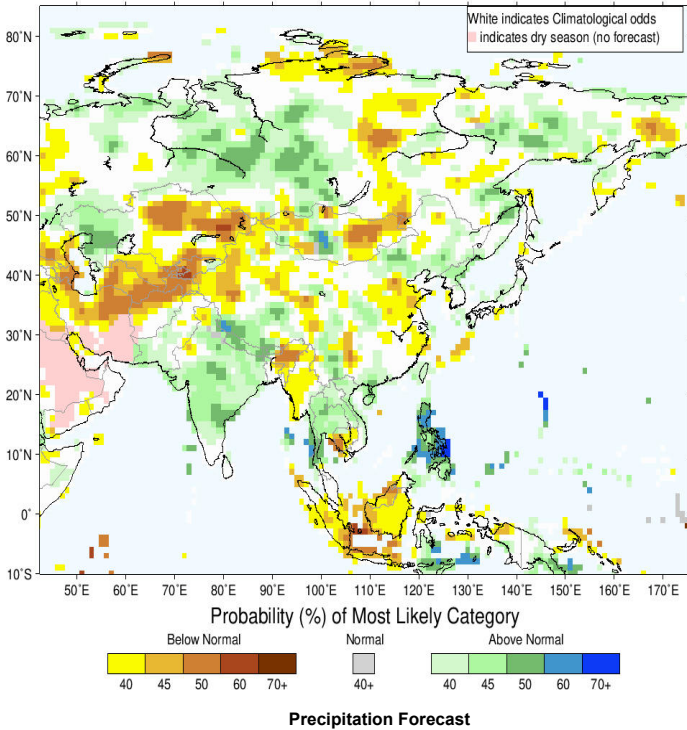 White indicates Climatological odds
indicates dry season (no forecast)
80˚N
70˚N
60˚N
50˚N
40˚N
30˚N
20˚N
10˚N
0˚
10˚S
50˚E 60˚E 70˚E 80˚E 90˚E 100˚E 110˚E 120˚E 130˚E 140˚E 150˚E 160˚E 170˚E
Probability (%) of Most Likely Category
Below Normal Normal Above Normal
40 45 50 60 70+ 40+ 40 45 50 60 70+
Precipitation Forecast